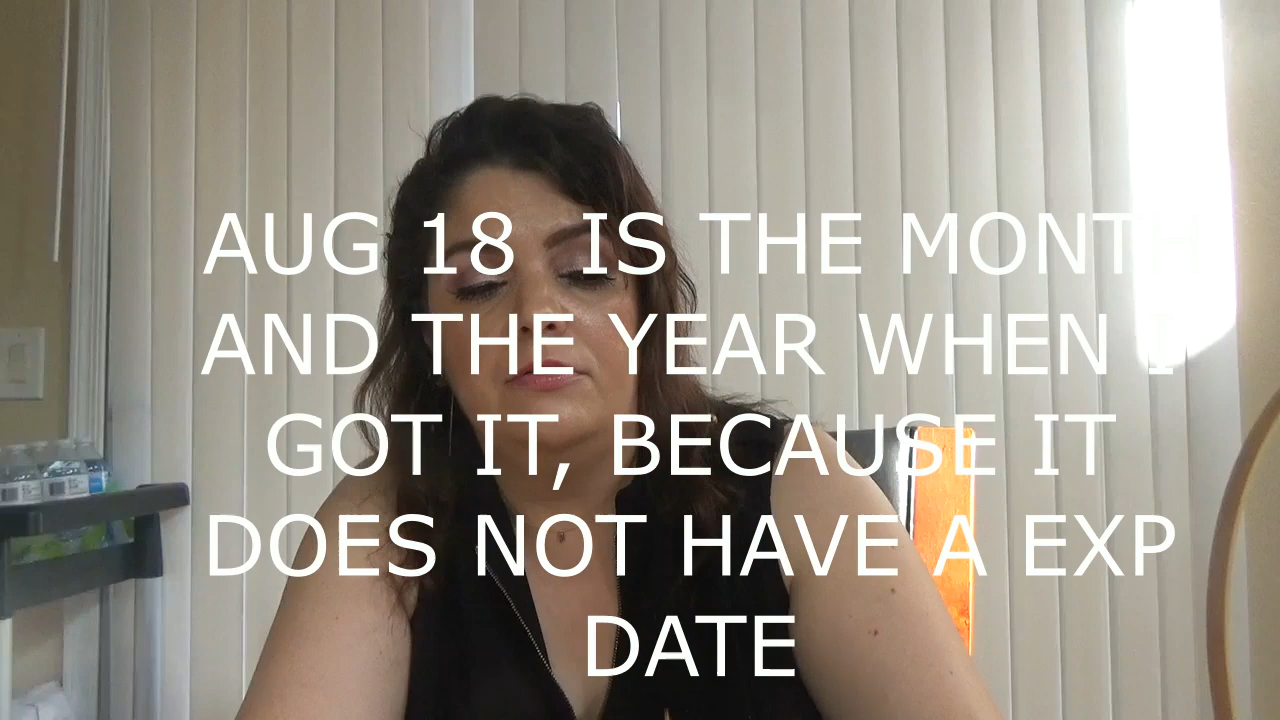 AUG 18 IS THE MONTH
AND THE YEAR WHEN I
GOT IT, BECAUSE IT
DOES NOT HAVE A EXP
DATE